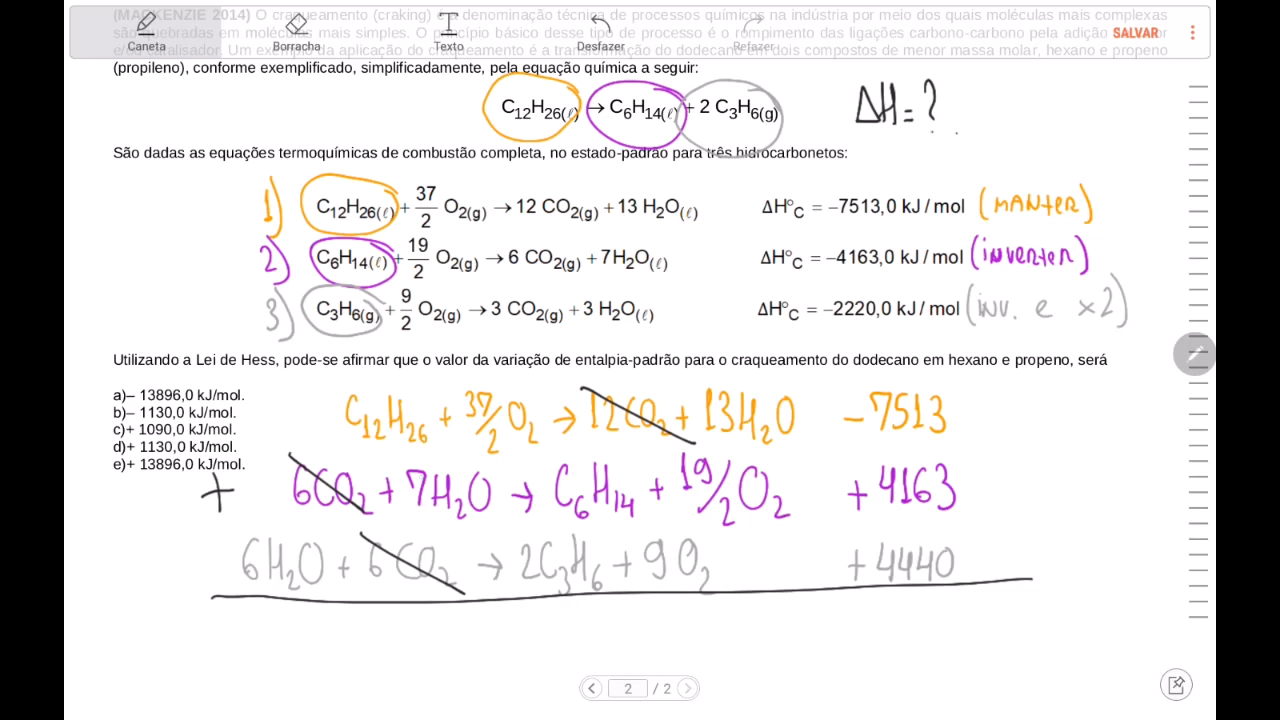 (MACKENZIE 2014) O craqueamento (craking) é a denominação técnica de processos químicos na indústria por meio dos quais moléculas mais complexas
são quebradas em moléculas mais simples. O princípio básico desse tipo de processo é o rompimento das ligações carbono-carbono pela adição
e/ou catalisador. Um exemplo da aplicação do craqueamento é a transformação do dodecano em dois compostos de menor massa molar, hexano e propeno
Caneta Borracha Texto Desfazer Refazer SALVAR
(propileno), conforme exemplificado, simplificadamente, pela equação química a seguir:
C12H26(ℓ) → C6H14(ℓ) + 2 C3H6(g) ΔH = ?
São dadas as equações termoquímicas de combustão completa, no estado-padrão para três hidrocarbonetos:
1) C12H26(ℓ) + 37/2 O2(g) → 12 CO2(g) + 13 H2O(ℓ) ΔH°C = −7513,0 kJ / mol (MANTER)
2) C6H14(ℓ) + 19/2 O2(g) → 6 CO2(g) + 7H2O(ℓ) ΔH°C = −4163,0 kJ / mol (INVERTER)
3) C3H6(g) + 9/2 O2(g) → 3 CO2(g) + 3 H2O(ℓ) ΔH°C = −2220,0 kJ / mol (INV. e x2)
Utilizando a Lei de Hess, pode-se afirmar que o valor da variação de entalpia-padrão para o craqueamento do dodecano em hexano e propeno, será
a)– 13896,0 kJ/mol.
b)– 1130,0 kJ/mol.
c)+ 1090,0 kJ/mol.
d)+ 1130,0 kJ/mol.
e)+ 13896,0 kJ/mol.
C12H26 + 37/2 O2 → 12CO2 + 13H2O − 7513
+ 6CO2 + 7H2O → C6H14 + 19/2 O2 + 4163
6H2O + 6CO2 → 2C3H6 + 9O2 + 4440
2 / 2